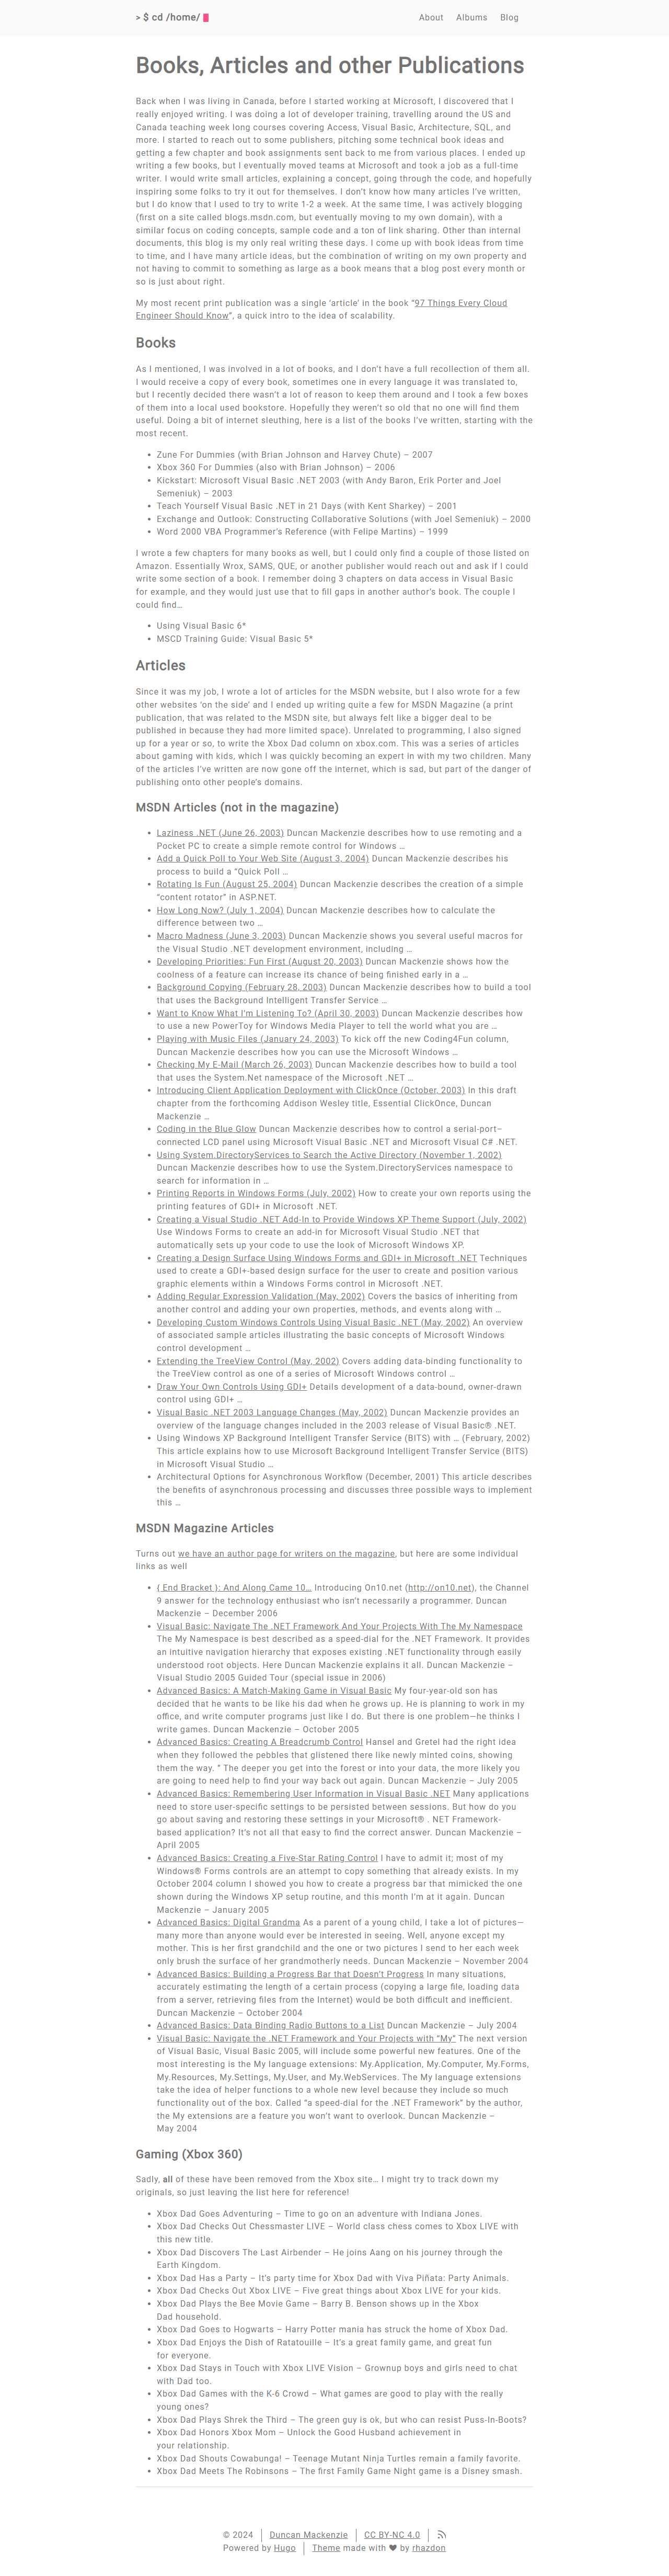 > $ cd /home/
About Albums Blog
Books, Articles and other Publications
Back when I was living in Canada, before I started working at Microsoft, I discovered that I
really enjoyed writing. I was doing a lot of developer training, travelling around the US and
Canada teaching week long courses covering Access, Visual Basic, Architecture, SQL, and
more. I started to reach out to some publishers, pitching some technical book ideas and
getting a few chapter and book assignments sent back to me from various places. I ended up
writing a few books, but I eventually moved teams at Microsoft and took a job as a full-time
writer. I would write small articles, explaining a concept, going through the code, and hopefully
inspiring some folks to try it out for themselves. I don't know how many articles I've written,
but I do know that I used to try to write 1-2 a week. At the same time, I was actively blogging
(first on a site called blogs.msdn.com, but eventually moving to my own domain), with a
similar focus on coding concepts, sample code and a ton of link sharing. Other than internal
documents, this blog is my only real writing these days. I come up with book ideas from time
to time, and I have many article ideas, but the combination of writing on my own property and
not having to commit to something as large as a book means that a blog post every month or
so is just about right.
My most recent print publication was a single 'article' in the book “97 Things Every Cloud
Engineer Should Know”, a quick intro to the idea of scalability.
Books
As I mentioned, I was involved in a lot of books, and I don't have a full recollection of them all.
I would receive a copy of every book, sometimes one in every language it was translated to,
but I recently decided there wasn't a lot of reason to keep them around and I took a few boxes
of them into a local used bookstore. Hopefully they weren't so old that no one will find them
useful. Doing a bit of internet sleuthing, here is a list of the books I've written, starting with the
most recent.
• Zune For Dummies (with Brian Johnson and Harvey Chute) – 2007
• Xbox 360 For Dummies (also with Brian Johnson) – 2006
• Kickstart: Microsoft Visual Basic .NET 2003 (with Andy Baron, Erik Porter and Joel
Semeniuk) – 2003
• Teach Yourself Visual Basic .NET in 21 Days (with Kent Sharkey) – 2001
• Exchange and Outlook: Constructing Collaborative Solutions (with Joel Semeniuk) – 2000
• Word 2000 VBA Programmer's Reference (with Felipe Martins) – 1999
I wrote a few chapters for many books as well, but I could only find a couple of those listed on
Amazon. Essentially Wrox, SAMS, QUE, or another publisher would reach out and ask if I could
write some section of a book. I remember doing 3 chapters on data access in Visual Basic
for example, and they would just use that to fill gaps in another author's book. The couple I
could find…
• Using Visual Basic 6*
• MSCD Training Guide: Visual Basic 5*
Articles
Since it was my job, I wrote a lot of articles for the MSDN website, but I also wrote for a few
other websites 'on the side' and I ended up writing quite a few for MSDN Magazine (a print
publication, that was related to the MSDN site, but always felt like a bigger deal to be
published in because they had more limited space). Unrelated to programming, I also signed
up for a year or so, to write the Xbox Dad column on xbox.com. This was a series of articles
about gaming with kids, which I was quickly becoming an expert in with my two children. Many
of the articles I've written are now gone off the internet, which is sad, but part of the danger of
publishing onto other people's domains.
MSDN Articles (not in the magazine)
• Laziness .NET (June 26, 2003) Duncan Mackenzie describes how to use remoting and a
Pocket PC to create a simple remote control for Windows …
• Add a Quick Poll to Your Web Site (August 3, 2004) Duncan Mackenzie describes his
process to build a “Quick Poll …
• Rotating Is Fun (August 25, 2004) Duncan Mackenzie describes the creation of a simple
“content rotator” in ASP.NET.
• How Long Now? (July 1, 2004) Duncan Mackenzie describes how to calculate the
difference between two …
• Macro Madness (June 3, 2003) Duncan Mackenzie shows you several useful macros for
the Visual Studio .NET development environment, including …
• Developing Priorities: Fun First (August 20, 2003) Duncan Mackenzie shows how the
coolness of a feature can increase its chance of being finished early in a …
• Background Copying (February 28, 2003) Duncan Mackenzie describes how to build a tool
that uses the Background Intelligent Transfer Service …
• Want to Know What I'm Listening To? (April 30, 2003) Duncan Mackenzie describes how
to use a new PowerToy for Windows Media Player to tell the world what you are …
• Playing with Music Files (January 24, 2003) To kick off the new Coding4Fun column,
Duncan Mackenzie describes how you can use the Microsoft Windows …
• Checking My E-Mail (March 26, 2003) Duncan Mackenzie describes how to build a tool
that uses the System.Net namespace of the Microsoft .NET …
• Introducing Client Application Deployment with ClickOnce (October, 2003) In this draft
chapter from the forthcoming Addison Wesley title, Essential ClickOnce, Duncan
Mackenzie …
• Coding in the Blue Glow Duncan Mackenzie describes how to control a serial-port–
connected LCD panel using Microsoft Visual Basic .NET and Microsoft Visual C# .NET.
• Using System.DirectoryServices to Search the Active Directory (November 1, 2002)
Duncan Mackenzie describes how to use the System.DirectoryServices namespace to
search for information in …
• Printing Reports in Windows Forms (July, 2002) How to create your own reports using the
printing features of GDI+ in Microsoft .NET.
• Creating a Visual Studio .NET Add-In to Provide Windows XP Theme Support (July, 2002)
Use Windows Forms to create an add-in for Microsoft Visual Studio .NET that
automatically sets up your code to use the look of Microsoft Windows XP.
• Creating a Design Surface Using Windows Forms and GDI+ in Microsoft .NET Techniques
used to create a GDI+-based design surface for the user to create and position various
graphic elements within a Windows Forms control in Microsoft .NET.
• Adding Regular Expression Validation (May, 2002) Covers the basics of inheriting from
another control and adding your own properties, methods, and events along with …
• Developing Custom Windows Controls Using Visual Basic .NET (May, 2002) An overview
of associated sample articles illustrating the basic concepts of Microsoft Windows
control development …
• Extending the TreeView Control (May, 2002) Covers adding data-binding functionality to
the TreeView control as one of a series of Microsoft Windows control …
• Draw Your Own Controls Using GDI+ Details development of a data-bound, owner-drawn
control using GDI+ …
• Visual Basic .NET 2003 Language Changes (May, 2002) Duncan Mackenzie provides an
overview of the language changes included in the 2003 release of Visual Basic® .NET.
• Using Windows XP Background Intelligent Transfer Service (BITS) with … (February, 2002)
This article explains how to use Microsoft Background Intelligent Transfer Service (BITS)
in Microsoft Visual Studio …
• Architectural Options for Asynchronous Workflow (December, 2001) This article describes
the benefits of asynchronous processing and discusses three possible ways to implement
this …
MSDN Magazine Articles
Turns out we have an author page for writers on the magazine, but here are some individual
links as well
• { End Bracket }: And Along Came 10… Introducing On10.net (http://on10.net), the Channel
9 answer for the technology enthusiast who isn't necessarily a programmer. Duncan
Mackenzie – December 2006
• Visual Basic: Navigate The .NET Framework And Your Projects With The My Namespace
The My Namespace is best described as a speed-dial for the .NET Framework. It provides
an intuitive navigation hierarchy that exposes existing .NET functionality through easily
understood root objects. Here Duncan Mackenzie explains it all. Duncan Mackenzie –
Visual Studio 2005 Guided Tour (special issue in 2006)
• Advanced Basics: A Match-Making Game in Visual Basic My four-year-old son has
decided that he wants to be like his dad when he grows up. He is planning to work in my
office, and write computer programs just like I do. But there is one problem—he thinks I
write games. Duncan Mackenzie – October 2005
• Advanced Basics: Creating A Breadcrumb Control Hansel and Gretel had the right idea
when they followed the pebbles that glistened there like newly minted coins, showing
them the way. ” The deeper you get into the forest or into your data, the more likely you
are going to need help to find your way back out again. Duncan Mackenzie – July 2005
• Advanced Basics: Remembering User Information in Visual Basic .NET Many applications
need to store user-specific settings to be persisted between sessions. But how do you
go about saving and restoring these settings in your Microsoft® . NET Framework-
based application? It's not all that easy to find the correct answer. Duncan Mackenzie –
April 2005
• Advanced Basics: Creating a Five-Star Rating Control I have to admit it; most of my
Windows® Forms controls are an attempt to copy something that already exists. In my
October 2004 column I showed you how to create a progress bar that mimicked the one
shown during the Windows XP setup routine, and this month I'm at it again. Duncan
Mackenzie – January 2005
• Advanced Basics: Digital Grandma As a parent of a young child, I take a lot of pictures—
many more than anyone would ever be interested in seeing. Well, anyone except my
mother. This is her first grandchild and the one or two pictures I send to her each week
only brush the surface of her grandmotherly needs. Duncan Mackenzie – November 2004
• Advanced Basics: Building a Progress Bar that Doesn't Progress In many situations,
accurately estimating the length of a certain process (copying a large file, loading data
from a server, retrieving files from the Internet) would be both difficult and inefficient.
Duncan Mackenzie – October 2004
• Advanced Basics: Data Binding Radio Buttons to a List Duncan Mackenzie – July 2004
• Visual Basic: Navigate the .NET Framework and Your Projects with “My” The next version
of Visual Basic, Visual Basic 2005, will include some powerful new features. One of the
most interesting is the My language extensions: My.Application, My.Computer, My.Forms,
My.Resources, My.Settings, My.User, and My.WebServices. The My language extensions
take the idea of helper functions to a whole new level because they include so much
functionality out of the box. Called “a speed-dial for the .NET Framework” by the author,
the My extensions are a feature you won't want to overlook. Duncan Mackenzie –
May 2004
Gaming (Xbox 360)
Sadly, all of these have been removed from the Xbox site… I might try to track down my
originals, so just leaving the list here for reference!
• Xbox Dad Goes Adventuring – Time to go on an adventure with Indiana Jones.
• Xbox Dad Checks Out Chessmaster LIVE – World class chess comes to Xbox LIVE with
this new title.
• Xbox Dad Discovers The Last Airbender – He joins Aang on his journey through the
Earth Kingdom.
• Xbox Dad Has a Party – It's party time for Xbox Dad with Viva Piñata: Party Animals.
• Xbox Dad Checks Out Xbox LIVE – Five great things about Xbox LIVE for your kids.
• Xbox Dad Plays the Bee Movie Game – Barry B. Benson shows up in the Xbox
Dad household.
• Xbox Dad Goes to Hogwarts – Harry Potter mania has struck the home of Xbox Dad.
• Xbox Dad Enjoys the Dish of Ratatouille – It's a great family game, and great fun
for everyone.
• Xbox Dad Stays in Touch with Xbox LIVE Vision – Grownup boys and girls need to chat
with Dad too.
• Xbox Dad Games with the K-6 Crowd – What games are good to play with the really
young ones?
• Xbox Dad Plays Shrek the Third – The green guy is ok, but who can resist Puss-In-Boots?
• Xbox Dad Honors Xbox Mom – Unlock the Good Husband achievement in
your relationship.
• Xbox Dad Shouts Cowabunga! – Teenage Mutant Ninja Turtles remain a family favorite.
• Xbox Dad Meets The Robinsons – The first Family Game Night game is a Disney smash.
© 2024 Duncan Mackenzie CC BY-NC 4.0
Powered by Hugo Theme made with ❤ by rhazdon